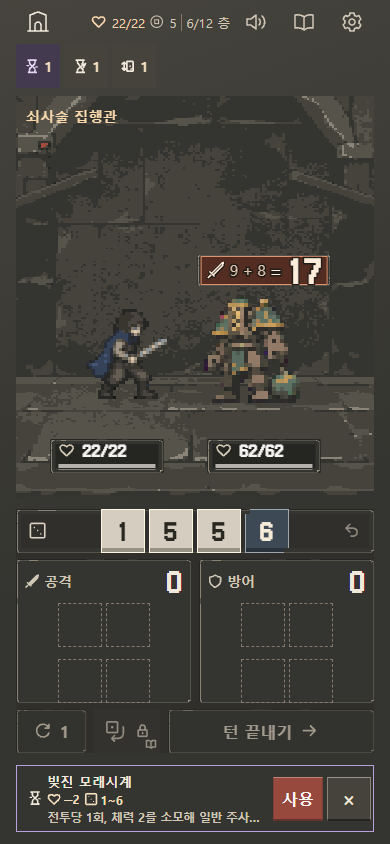 22/22 5 6/12 층
1 1 1
쇠사슬 집행관
9 + 8 = 17
22/22 62/62
1 5 5 6
공격 0 방어 0
1 턴 끝내기 →
빚진 모래시계
−2 1~6
전투당 1회, 체력 2를 소모해 일반 주사...
사용 ×